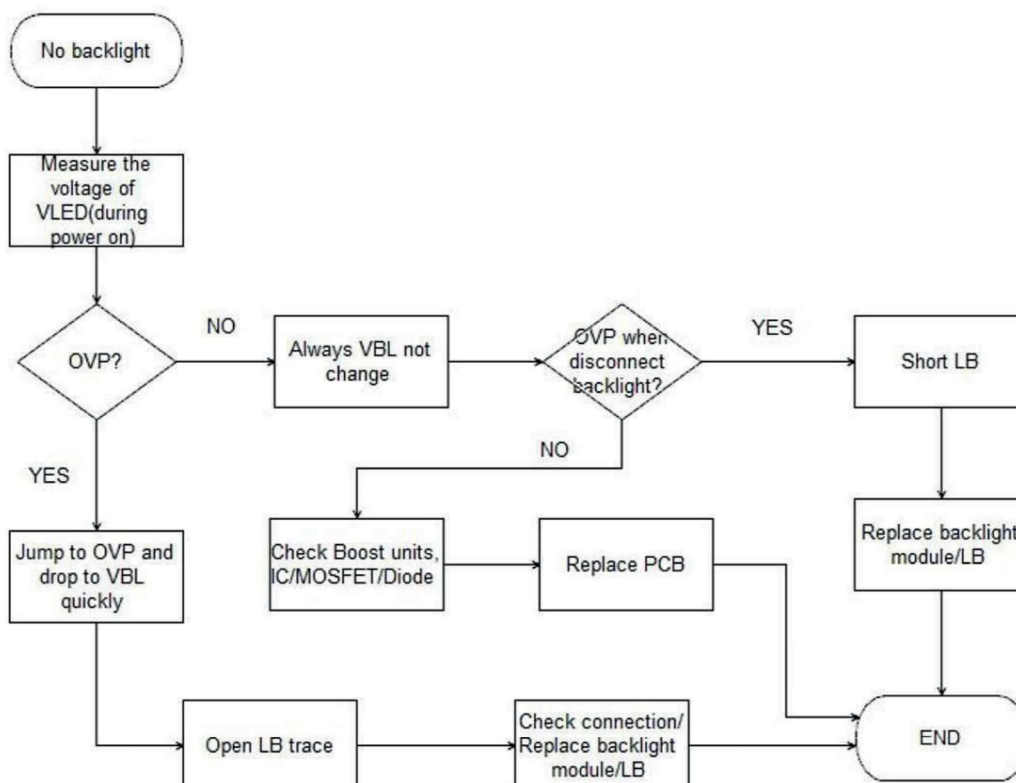 No backlight
Measure the
voltage of
VLED(during
power on)
OVP?
NO
Always VBL not
change
OVP when
disconnect
backlight?
YES
Short LB
YES
NO
Jump to OVP and
drop to VBL
quickly
Check Boost units,
IC/MOSFET/Diode
Replace PCB
Replace backlight
module/LB
Open LB trace
Check connection/
Replace backlight
module/LB
END